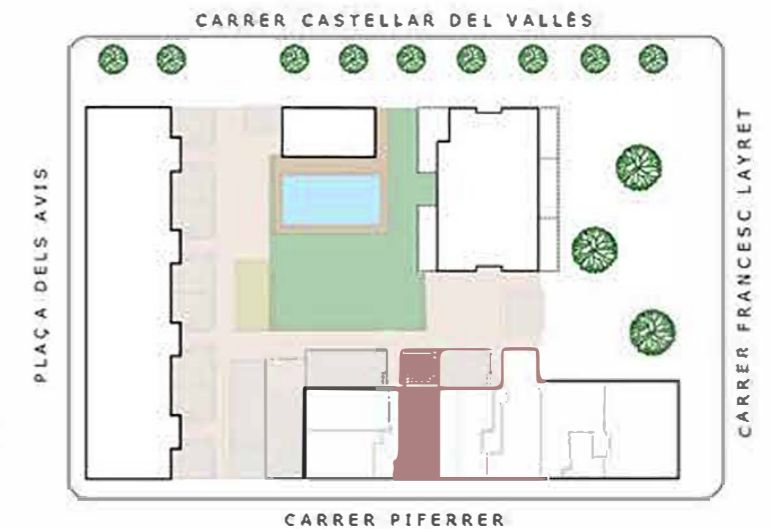 CARRER CASTELLAR DEL VALLÈS
PLAÇA DELS AVIS
CARRER FRANCESC LAYRET
CARRER PIFERRER